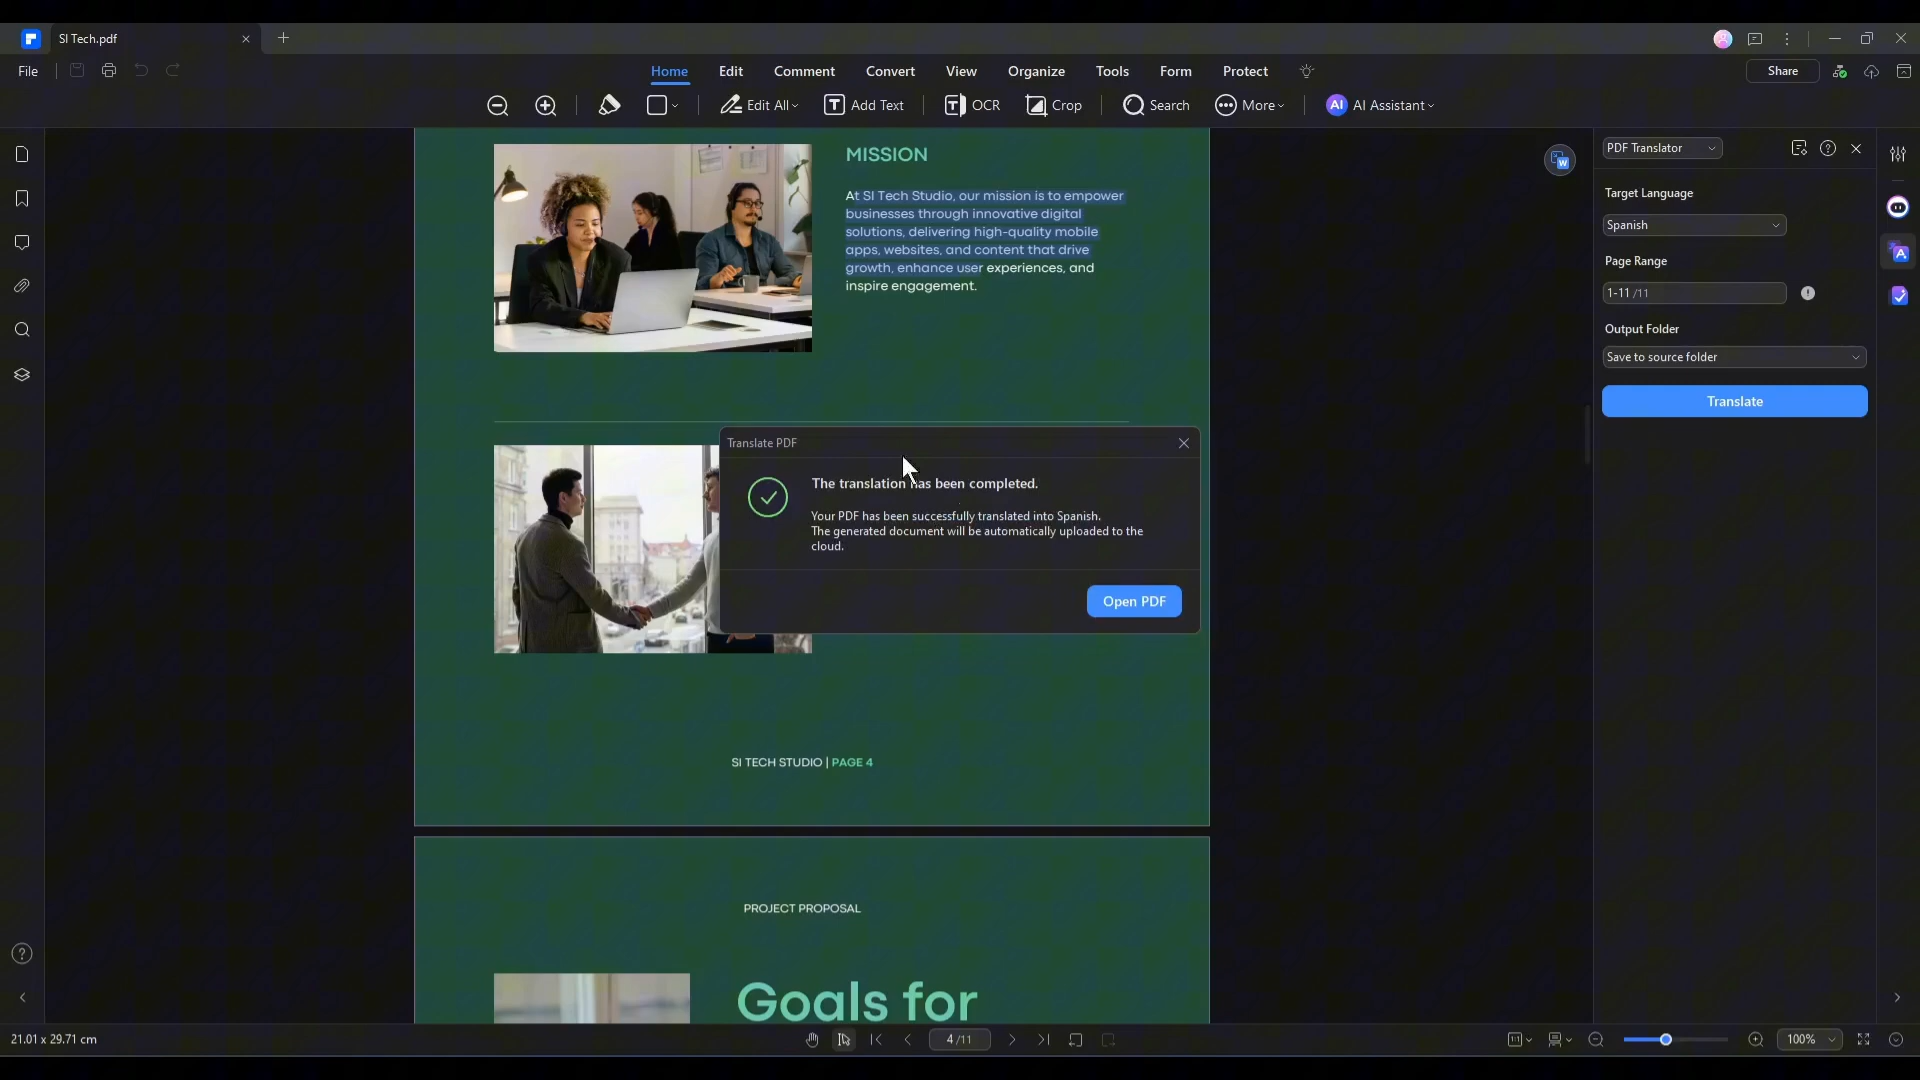 SI Tech.pdf
File
Home
Edit
Comment
Convert
View
Organize
Tools
Form
Protect
Share
Edit All
Add Text
OCR
Crop
Search
More
AI
AI Assistant
MISSION
At SI Tech Studio, our mission is to empower
businesses through innovative digital
solutions, delivering high-quality mobile
apps, websites, and content that drive
growth, enhance user experiences, and
inspire engagement.
PDF Translator
Target Language
Spanish
Page Range
1-11 /11
Output Folder
Save to source folder
Translate
Translate PDF
The translation has been completed.
Your PDF has been successfully translated into Spanish.
The generated document will be automatically uploaded to the
cloud.
Open PDF
SI TECH STUDIO | PAGE 4
PROJECT PROPOSAL
Goals for
21.01 x 29.71 cm
4 /11
100%